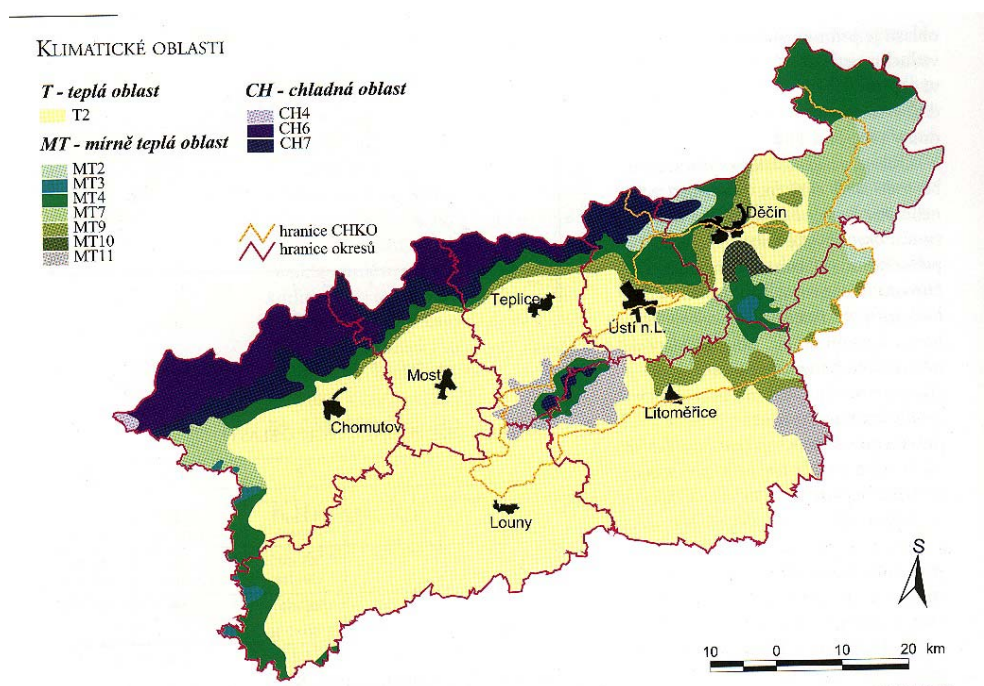 KLIMATICKÉ OBLASTI
T - teplá oblast
T2
MT - mírně teplá oblast
MT2
MT3
MT4
MT7
MT9
MT10
MT11
CH - chladná oblast
CH4
CH6
CH7
hranice CHKO
hranice okresů
Děčín
Teplice
Ústí n.L.
Most
Chomutov
Litoměřice
Louny
S
10 0 10 20 km